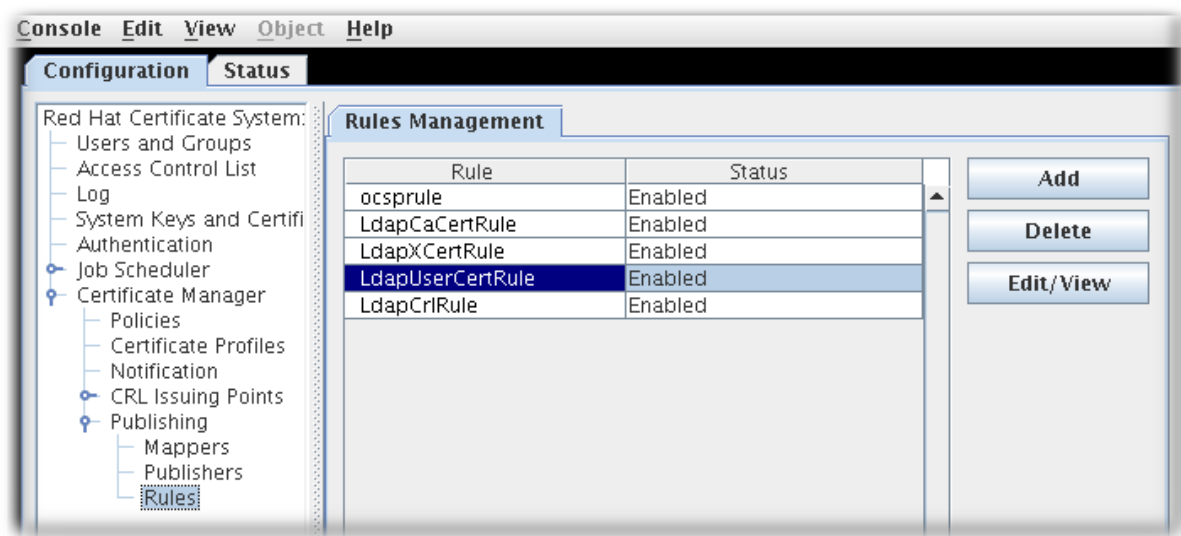 Console Edit View Object Help
Configuration Status
Red Hat Certificate System:
Users and Groups
Access Control List
Log
System Keys and Certifi
Authentication
Job Scheduler
Certificate Manager
Policies
Certificate Profiles
Notification
CRL Issuing Points
Publishing
Mappers
Publishers
Rules
Rules Management
Rule Status
ocsprule Enabled
LdapCaCertRule Enabled
LdapXCertRule Enabled
LdapUserCertRule Enabled
LdapCrlRule Enabled
Add
Delete
Edit/View